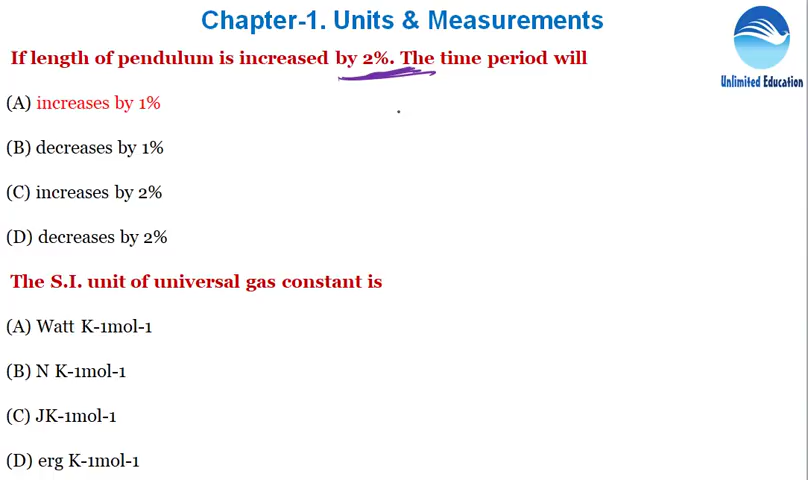 Chapter-1. Units & Measurements
If length of pendulum is increased by 2%. The time period will
Unlimited Education
(A) increases by 1%
(B) decreases by 1%
(C) increases by 2%
(D) decreases by 2%
The S.I. unit of universal gas constant is
(A) Watt K-1mol-1
(B) N K-1mol-1
(C) JK-1mol-1
(D) erg K-1mol-1